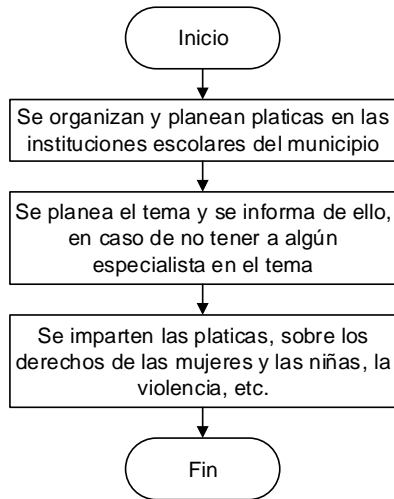 Inicio
Se organizan y planean platicas en las
instituciones escolares del municipio
Se planea el tema y se informa de ello,
en caso de no tener a algún
especialista en el tema
Se imparten las platicas, sobre los
derechos de las mujeres y las niñas, la
violencia, etc.
Fin